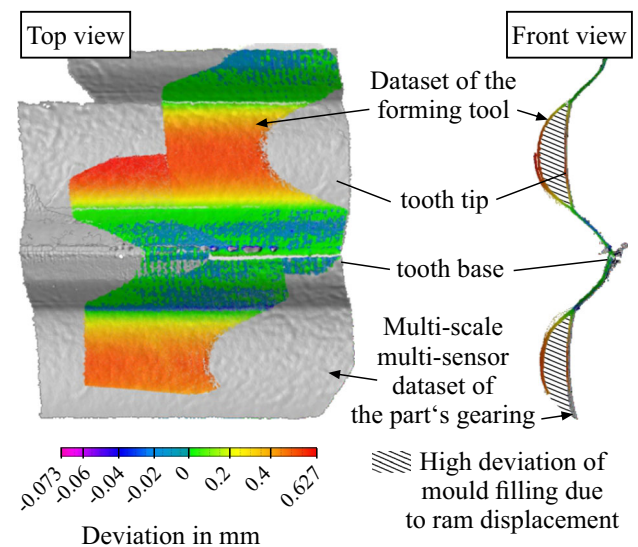 Top view
Front view
Dataset of the
forming tool
tooth tip
tooth base
Multi-scale
multi-sensor
dataset of
the part‘s gearing
-0.073
-0.06
-0.04
-0.02
0
0.2
0.4
0.627
Deviation in mm
High deviation of
mould filling due
to ram displacement